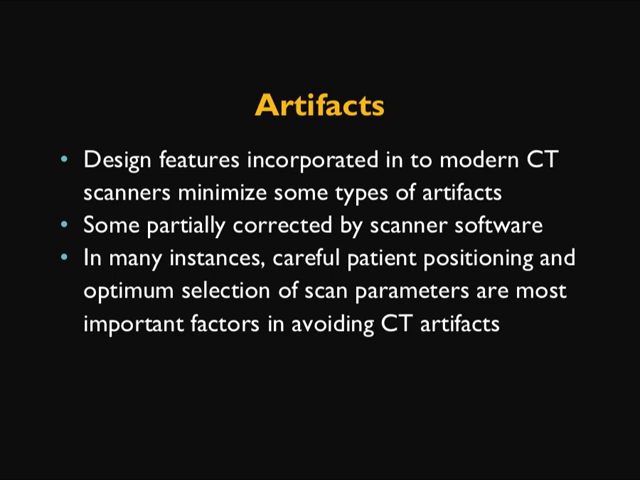 Artifacts
• Design features incorporated in to modern CT
scanners minimize some types of artifacts
• Some partially corrected by scanner software
• In many instances, careful patient positioning and
optimum selection of scan parameters are most
important factors in avoiding CT artifacts